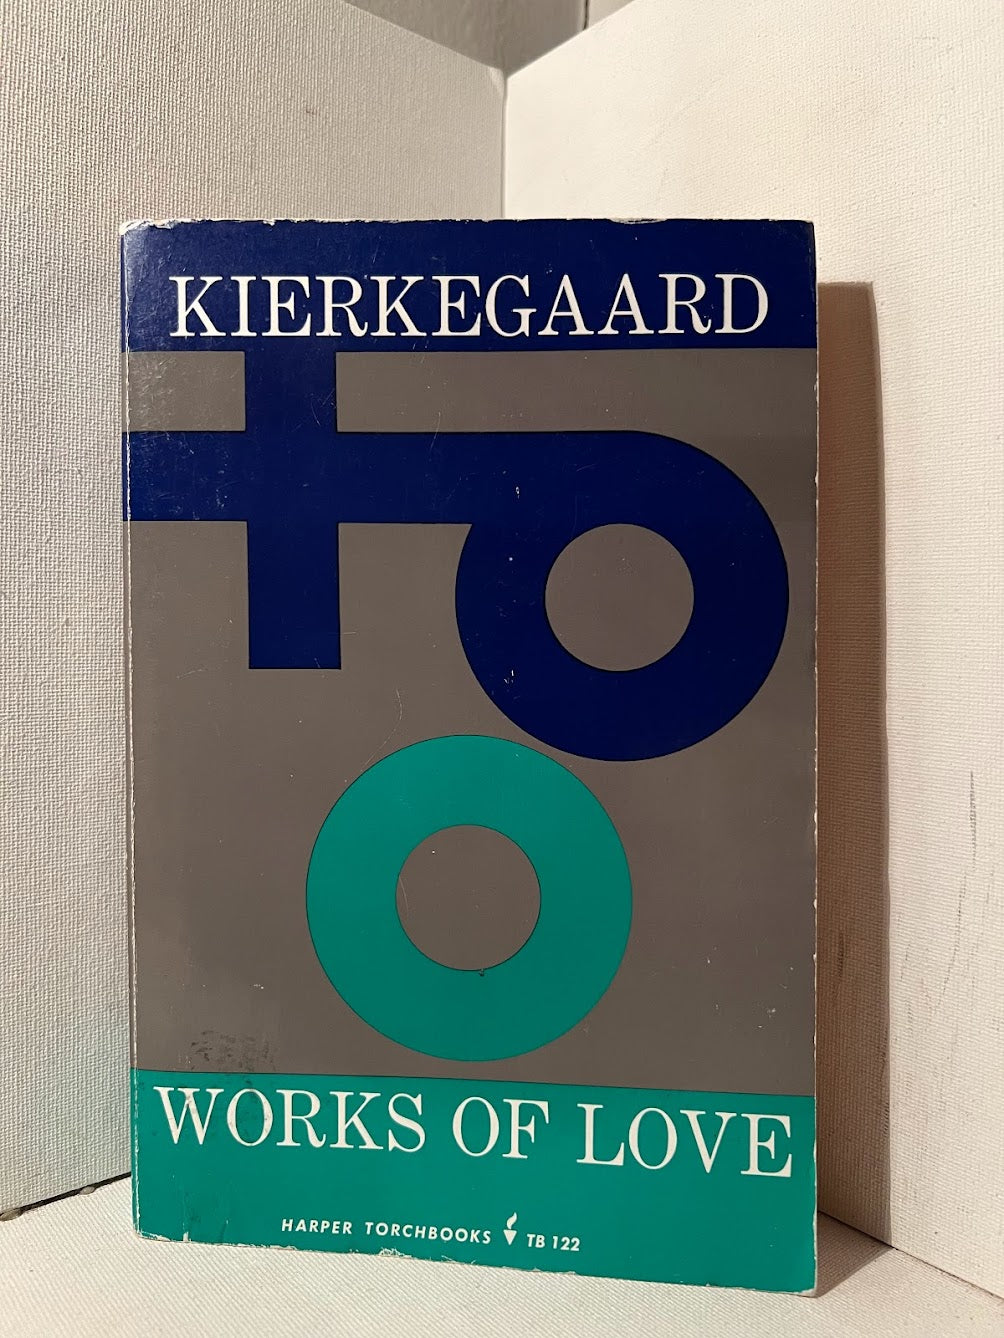 KIERKEGAARD
WORKS OF LOVE
HARPER TORCHBOOKS TB 122